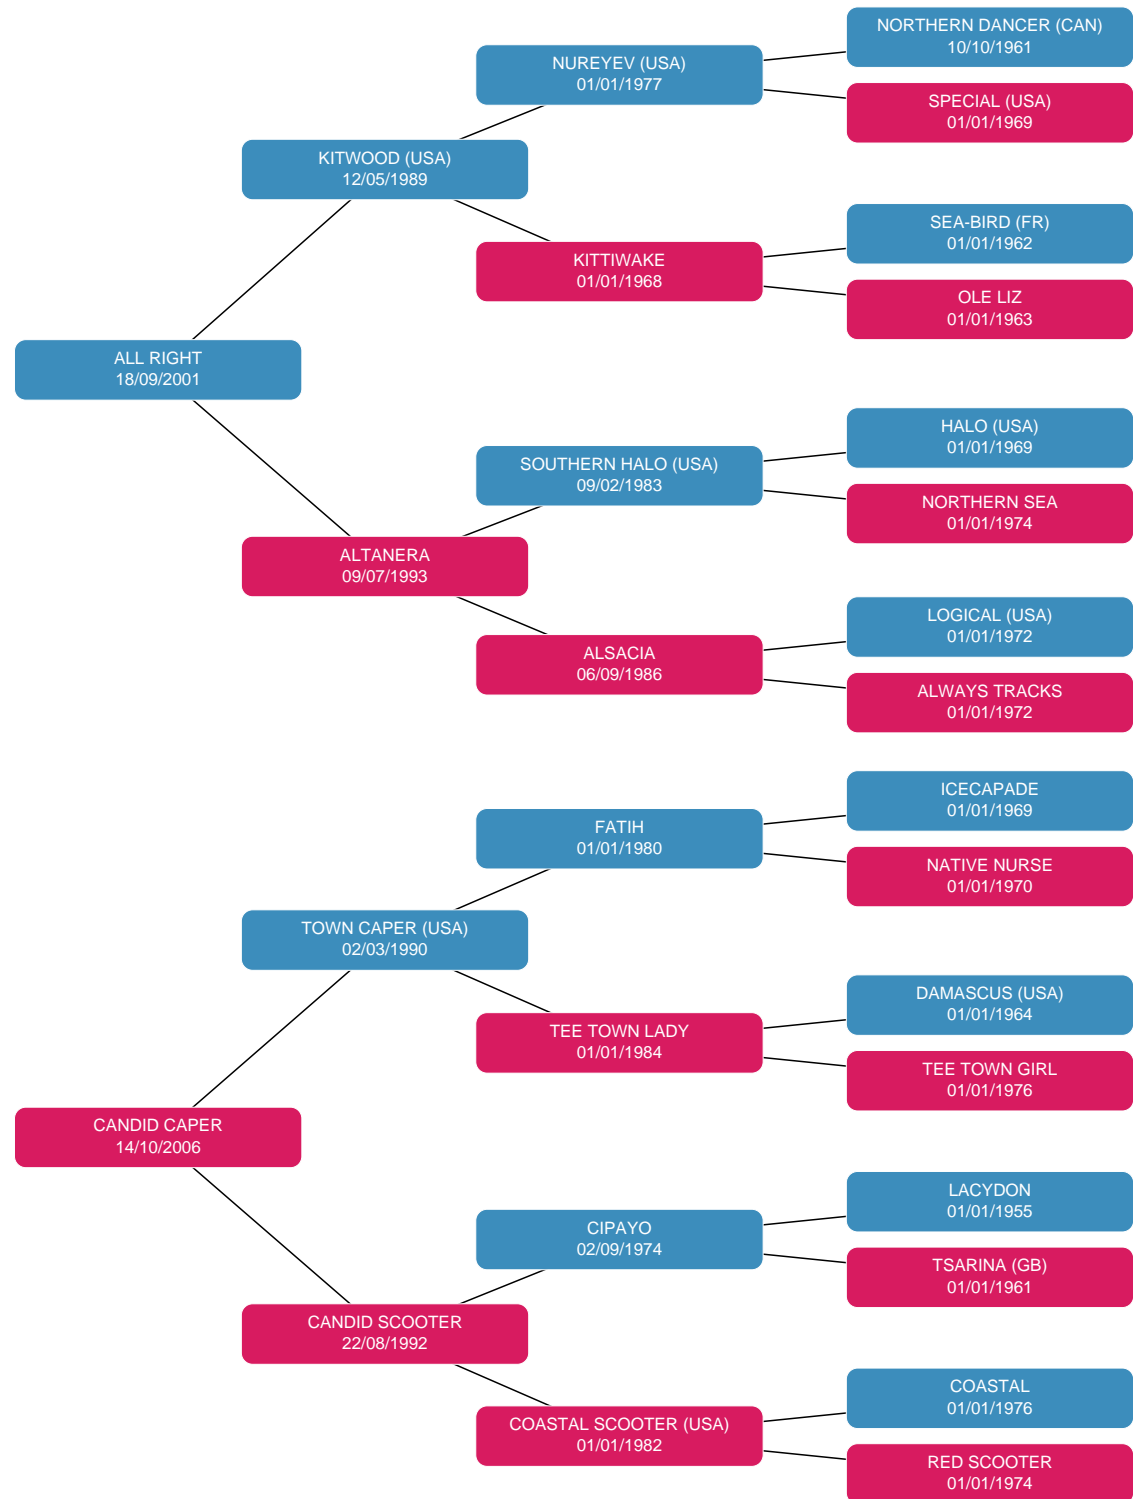 NORTHERN DANCER (CAN)
10/10/1961
NUREYEV (USA)
01/01/1977
SPECIAL (USA)
01/01/1969
KITWOOD (USA)
12/05/1989
SEA-BIRD (FR)
01/01/1962
KITTIWAKE
01/01/1968
OLE LIZ
01/01/1963
ALL RIGHT
18/09/2001
HALO (USA)
01/01/1969
SOUTHERN HALO (USA)
09/02/1983
NORTHERN SEA
01/01/1974
ALTANERA
09/07/1993
LOGICAL (USA)
01/01/1972
ALSACIA
06/09/1986
ALWAYS TRACKS
01/01/1972
ICECAPADE
01/01/1969
FATIH
01/01/1980
NATIVE NURSE
01/01/1970
TOWN CAPER (USA)
02/03/1990
DAMASCUS (USA)
01/01/1964
TEE TOWN LADY
01/01/1984
TEE TOWN GIRL
01/01/1976
CANDID CAPER
14/10/2006
LACYDON
01/01/1955
CIPAYO
02/09/1974
TSARINA (GB)
01/01/1961
CANDID SCOOTER
22/08/1992
COASTAL
01/01/1976
COASTAL SCOOTER (USA)
01/01/1982
RED SCOOTER
01/01/1974